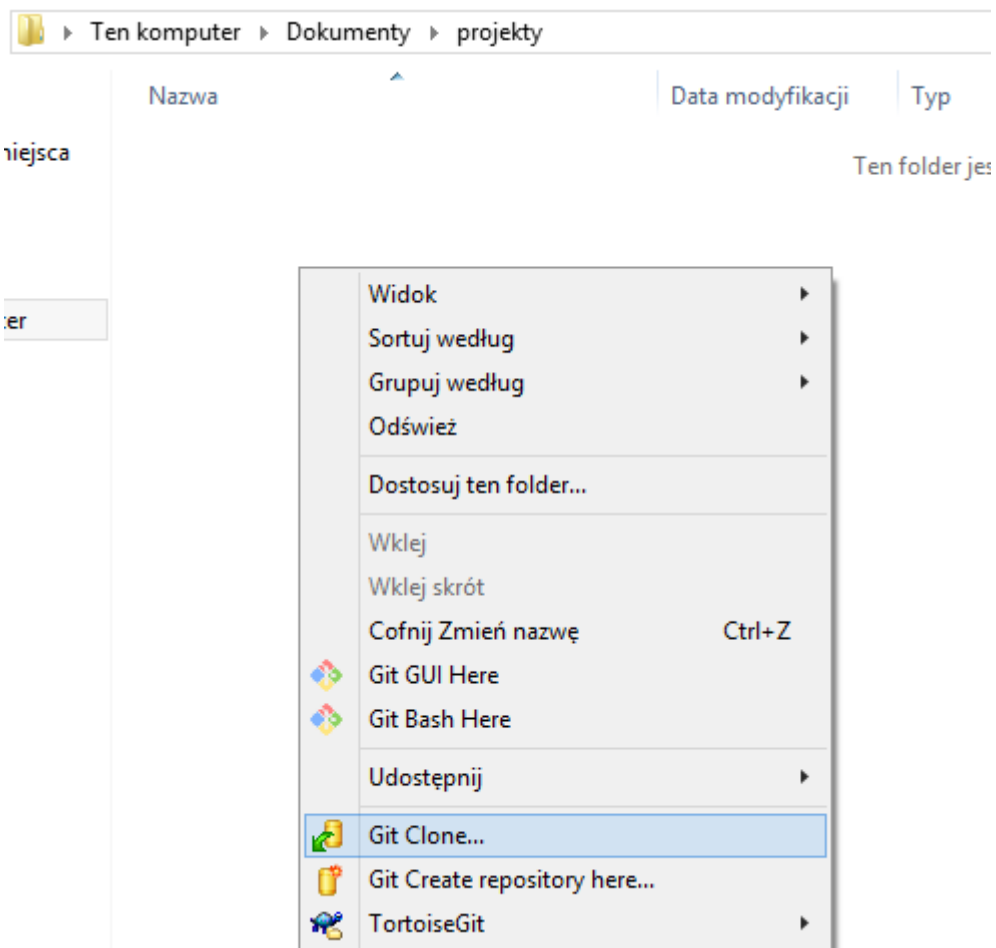 Ten komputer Dokumenty projekty
Nazwa Data modyfikacji Typ
niejsca
Ten folder jes
ter
Widok
Sortuj według
Grupuj według
Odśwież
Dostosuj ten folder...
Wklej
Wklej skrót
Cofnij Zmień nazwę Ctrl+Z
Git GUI Here
Git Bash Here
Udostępnij
Git Clone...
Git Create repository here...
TortoiseGit